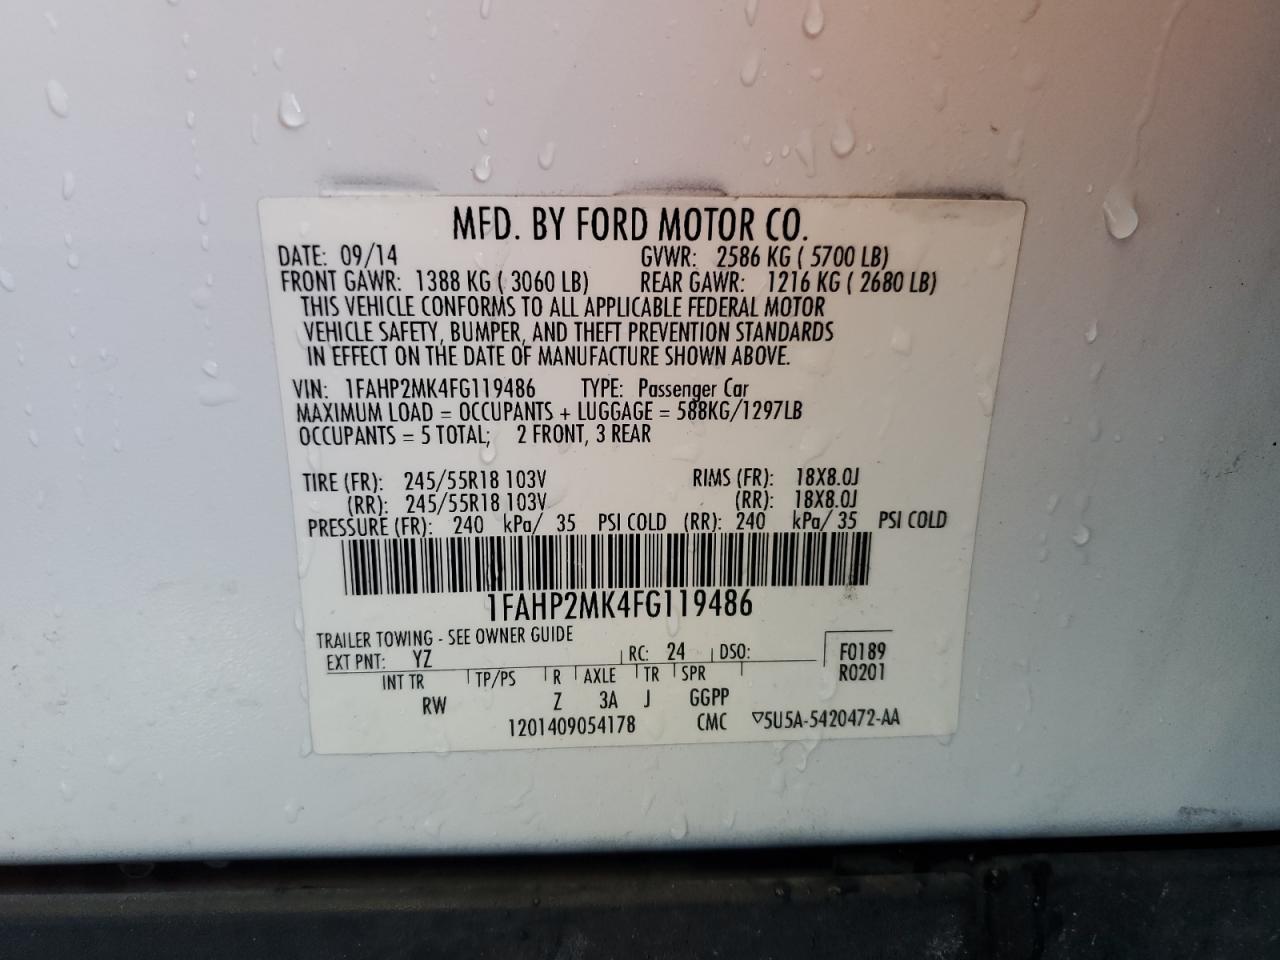 MFD. BY FORD MOTOR CO.
DATE: 09/14 GVWR: 2586 KG ( 5700 LB)
FRONT GAWR: 1388 KG ( 3060 LB) REAR GAWR: 1216 KG ( 2680 LB)
THIS VEHICLE CONFORMS TO ALL APPLICABLE FEDERAL MOTOR
VEHICLE SAFETY, BUMPER, AND THEFT PREVENTION STANDARDS
IN EFFECT ON THE DATE OF MANUFACTURE SHOWN ABOVE.
VIN: 1FAHP2MK4FG119486 TYPE: Passenger Car
MAXIMUM LOAD = OCCUPANTS + LUGGAGE = 588KG/1297LB
OCCUPANTS = 5 TOTAL; 2 FRONT, 3 REAR
TIRE (FR): 245/55R18 103V RIMS (FR): 18X8.0J
(RR): 245/55R18 103V (RR): 18X8.0J
PRESSURE (FR): 240 kPa/ 35 PSI COLD (RR): 240 kPa/ 35 PSI COLD
1FAHP2MK4FG119486
TRAILER TOWING - SEE OWNER GUIDE
EXT PNT: YZ RC: 24 DSO: F0189
INT TR TP/PS R AXLE TR SPR R0201
RW Z 3A J GGPP
1201409054178 CMC ▽5U5A-5420472-AA